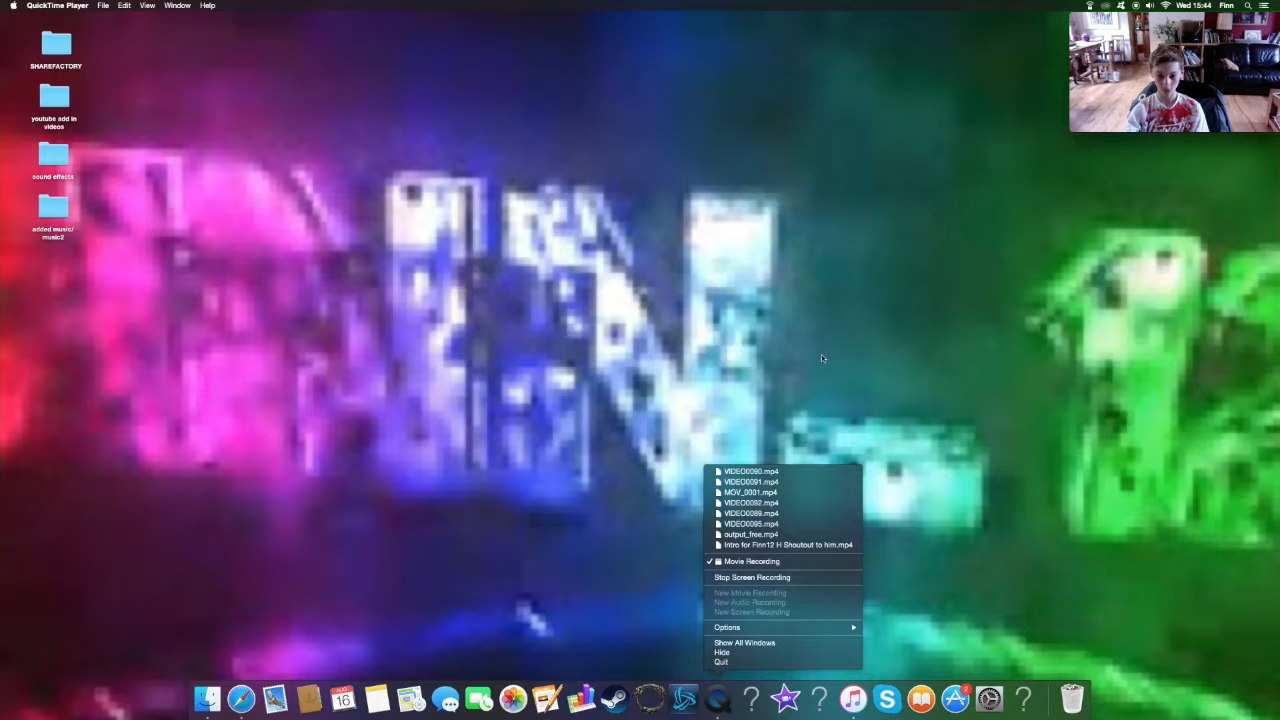 QuickTime Player File Edit View Window Help
Wed 15:44 Finn
SHAREFACTORY
youtube add in
videos
sound effects
added music/
music2
VIDEO0090.mp4
VIDEO0091.mp4
MOV_0001.mp4
VIDEO0092.mp4
VIDEO0089.mp4
VIDEO0095.mp4
output_free.mp4
Intro for Finn12 H Shoutout to him.mp4
Movie Recording
Stop Screen Recording
New Movie Recording
New Audio Recording
New Screen Recording
Options
Show All Windows
Hide
Quit
AUG
16